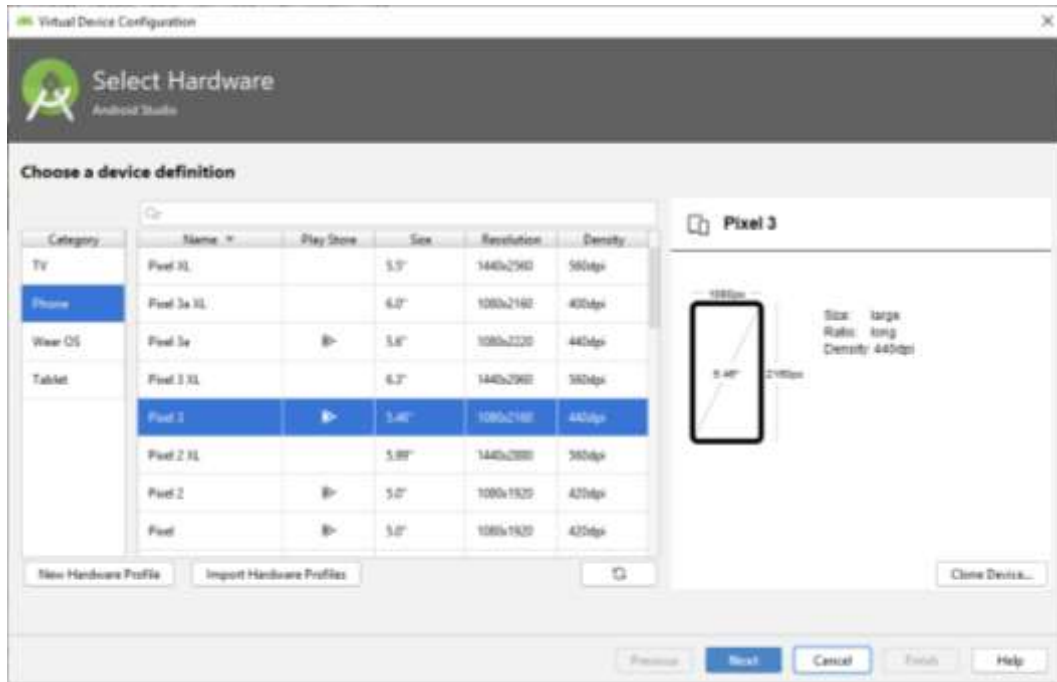 Virtual Device Configuration
Select Hardware
Android Studio
Choose a device definition
Category Name Play Store Size Resolution Density
TV
Phone
Wear OS
Tablet
Pixel XL 5.5" 1440x2560 560dpi
Pixel 3a XL 6.0" 1080x2160 400dpi
Pixel 3a 5.6" 1080x2220 440dpi
Pixel 3 XL 6.3" 1440x2960 560dpi
Pixel 3 5.46" 1080x2160 440dpi
Pixel 2 XL 5.99" 1440x2880 560dpi
Pixel 2 5.0" 1080x1920 420dpi
Pixel 5.0" 1080x1920 420dpi
New Hardware Profile Import Hardware Profiles
Pixel 3
1080px
5.46" 2160px
Size: large
Ratio: long
Density: 440dpi
Clone Device...
Previous Next Cancel Finish Help